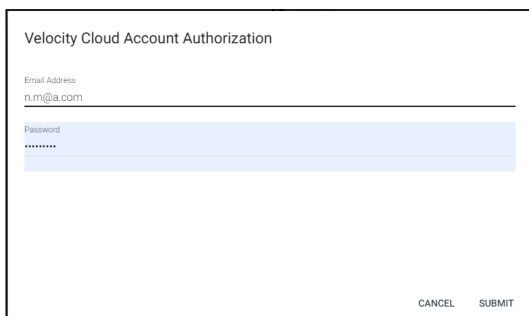 Velocity Cloud Account Authorization
Email Address
n.m@a.com
Password
•••••••••
CANCEL SUBMIT